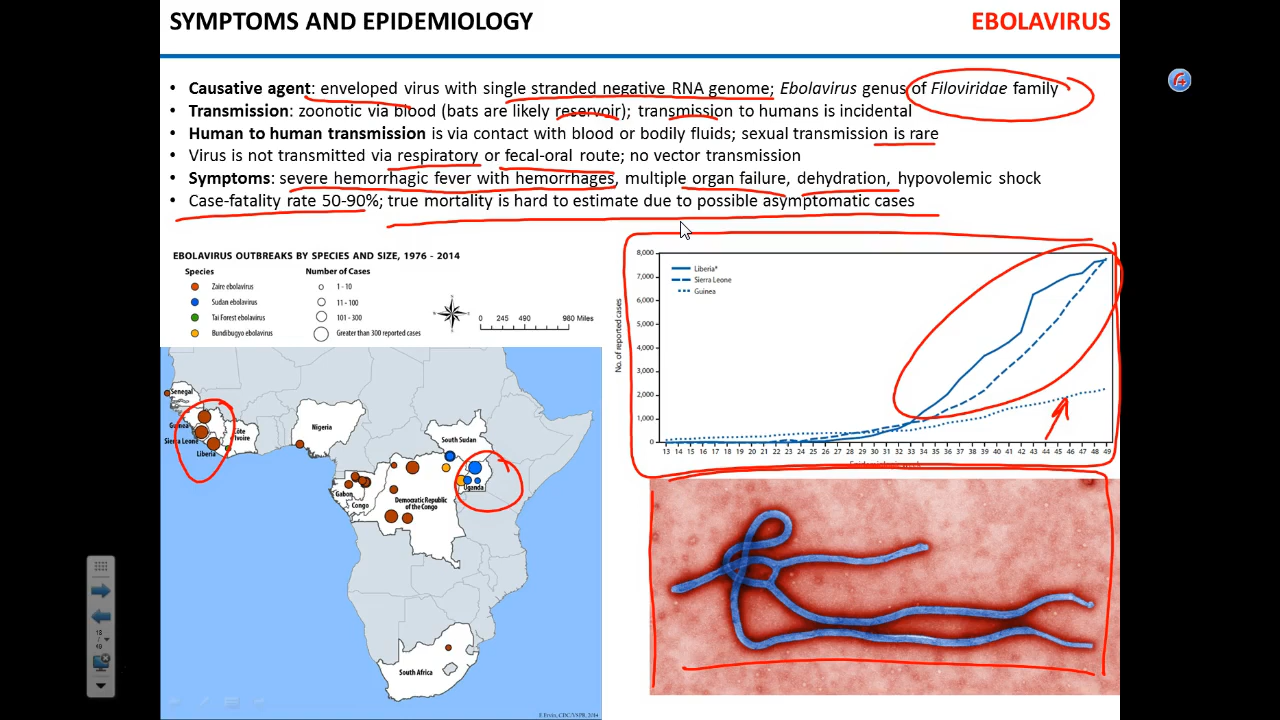 SYMPTOMS AND EPIDEMIOLOGY
EBOLAVIRUS
• Causative agent: enveloped virus with single stranded negative RNA genome; Ebolavirus genus of Filoviridae family
• Transmission: zoonotic via blood (bats are likely reservoir); transmission to humans is incidental
• Human to human transmission is via contact with blood or bodily fluids; sexual transmission is rare
• Virus is not transmitted via respiratory or fecal-oral route; no vector transmission
• Symptoms: severe hemorrhagic fever with hemorrhages, multiple organ failure, dehydration, hypovolemic shock
• Case-fatality rate 50-90%; true mortality is hard to estimate due to possible asymptomatic cases
EBOLAVIRUS OUTBREAKS BY SPECIES AND SIZE, 1976 - 2014
Species
Number of Cases
Zaire ebolavirus
1 - 10
Sudan ebolavirus
11 - 100
Tai Forest ebolavirus
101 - 300
Bundibugyo ebolavirus
Greater than 300 reported cases
0 245 490 980 Miles
Senegal
Guinea
Sierra Leone
Liberia
Côte
d'Ivoire
Nigeria
South Sudan
Uganda
Gabon
Congo
Democratic Republic
of the Congo
South Africa
8,000
7,000
6,000
5,000
4,000
3,000
2,000
1,000
0
No. of reported cases
Liberia*
Sierra Leone
Guinea
13 14 15 16 17 18 19 20 21 22 23 24 25 26 27 28 29 30 31 32 33 34 35 36 37 38 39 40 41 42 43 44 45 46 47 48 49
Epidemiologic week
18
/
49